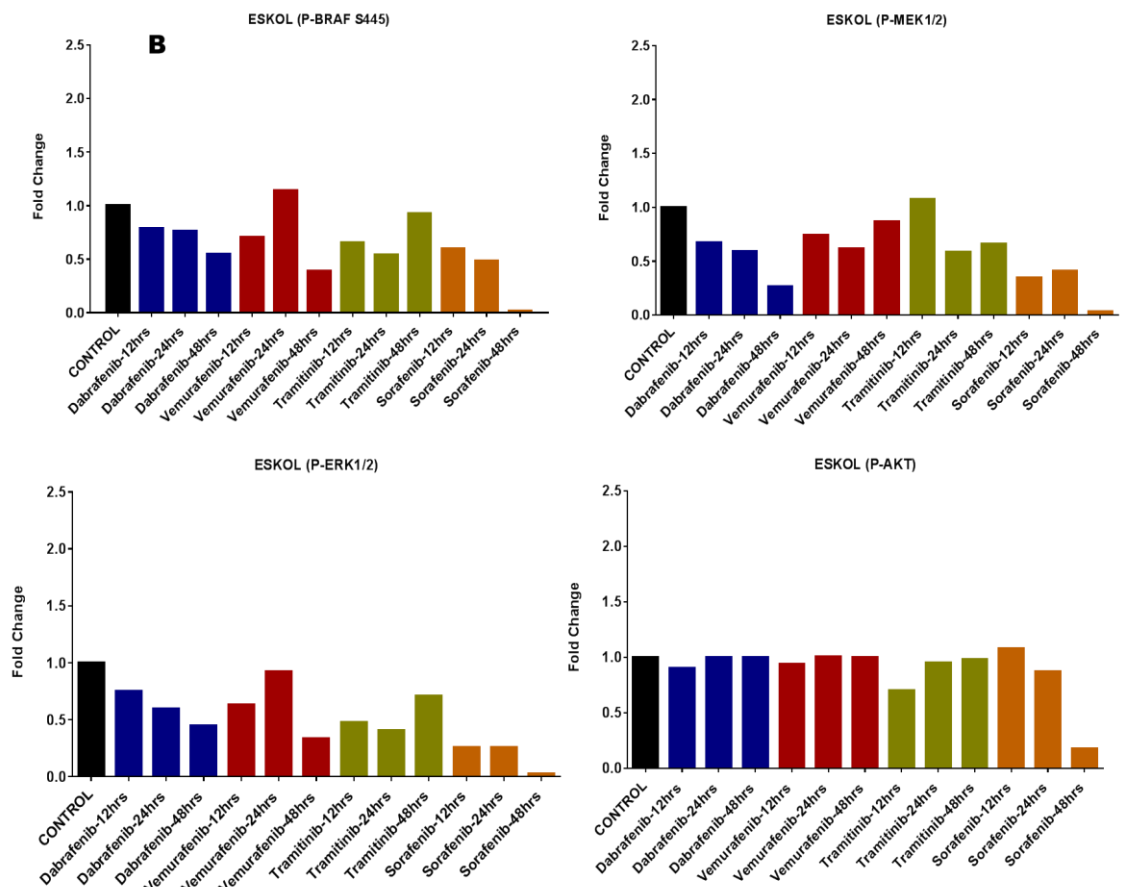 ESKOL (P-BRAF S445)
B
2.5
2.0
1.5
1.0
0.5
0.0
Fold Change
CONTROL
Dabrafenib-12hrs
Dabrafenib-24hrs
Dabrafenib-48hrs
Vemurafenib-12hrs
Vemurafenib-24hrs
Vemurafenib-48hrs
Tramitinib-12hrs
Tramitinib-24hrs
Tramitinib-48hrs
Sorafenib-12hrs
Sorafenib-24hrs
Sorafenib-48hrs
ESKOL (P-MEK1/2)
2.5
2.0
1.5
1.0
0.5
0.0
Fold Change
CONTROL
Dabrafenib-12hrs
Dabrafenib-24hrs
Dabrafenib-48hrs
Vemurafenib-12hrs
Vemurafenib-24hrs
Vemurafenib-48hrs
Tramitinib-12hrs
Tramitinib-24hrs
Tramitinib-48hrs
Sorafenib-12hrs
Sorafenib-24hrs
Sorafenib-48hrs
ESKOL (P-ERK1/2)
2.5
2.0
1.5
1.0
0.5
0.0
Fold Change
CONTROL
Dabrafenib-12hrs
Dabrafenib-24hrs
Dabrafenib-48hrs
Vemurafenib-12hrs
Vemurafenib-24hrs
Vemurafenib-48hrs
Tramitinib-12hrs
Tramitinib-24hrs
Tramitinib-48hrs
Sorafenib-12hrs
Sorafenib-24hrs
Sorafenib-48hrs
ESKOL (P-AKT)
2.5
2.0
1.5
1.0
0.5
0.0
Fold Change
CONTROL
Dabrafenib-12hrs
Dabrafenib-24hrs
Dabrafenib-48hrs
Vemurafenib-12hrs
Vemurafenib-24hrs
Vemurafenib-48hrs
Tramitinib-12hrs
Tramitinib-24hrs
Tramitinib-48hrs
Sorafenib-12hrs
Sorafenib-24hrs
Sorafenib-48hrs